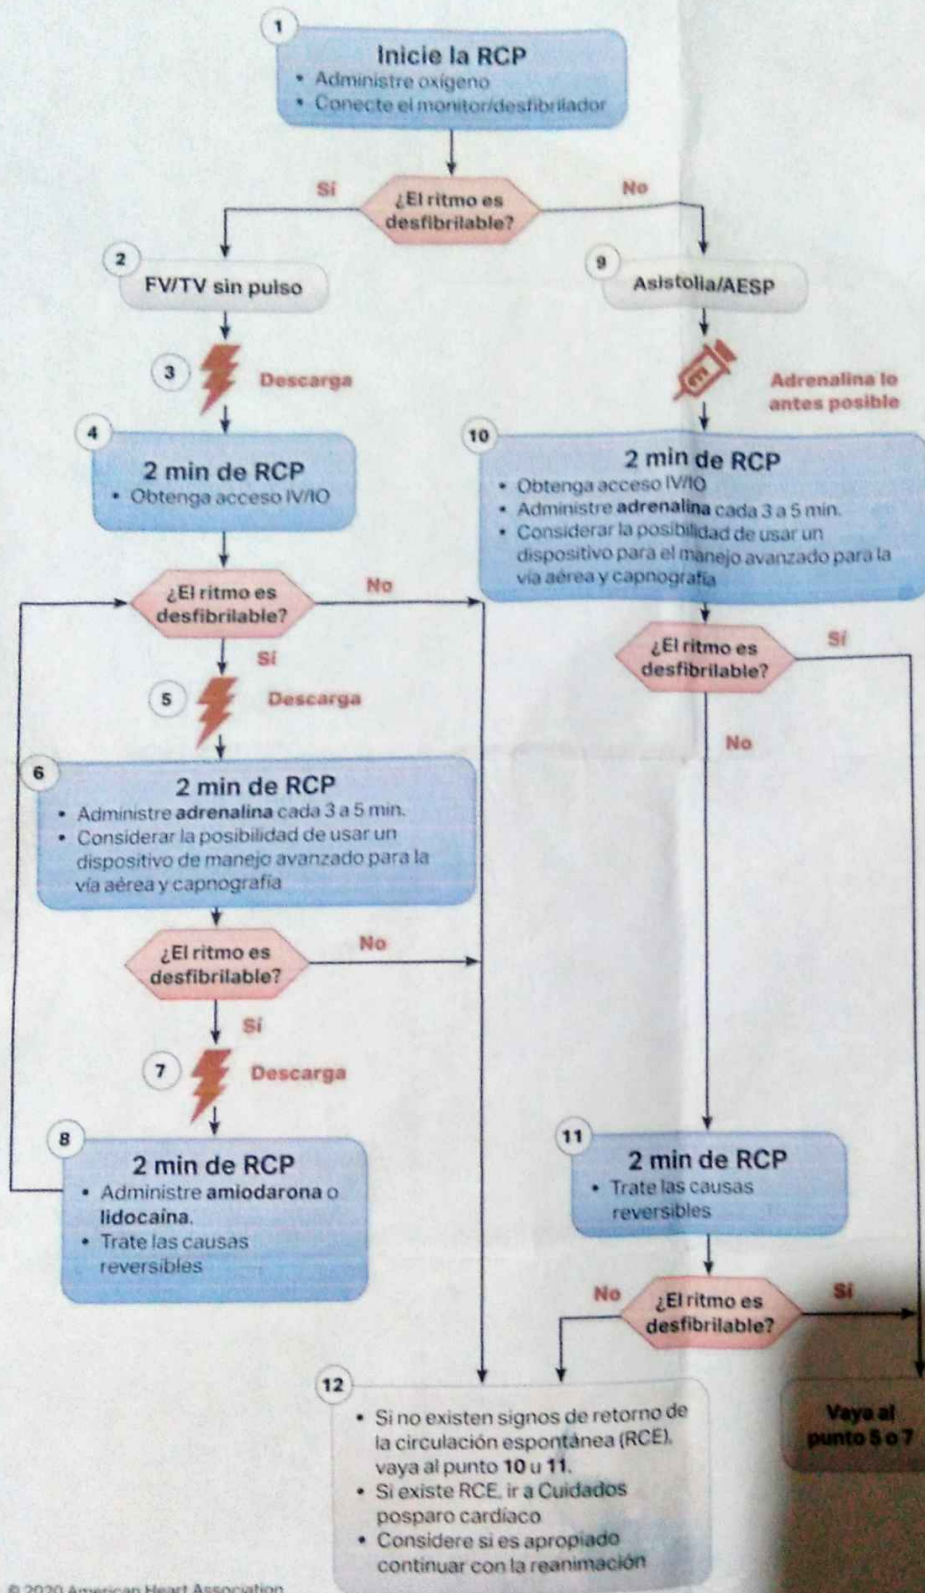 1
Inicie la RCP
• Administre oxígeno
• Conecte el monitor/desfibrilador
Sí
¿El ritmo es
desfibrilable?
No
2
FV/TV sin pulso
9
Asistolia/AESP
3
Descarga
Adrenalina lo
antes posible
4
2 min de RCP
• Obtenga acceso IV/IO
10
2 min de RCP
• Obtenga acceso IV/IO
• Administre adrenalina cada 3 a 5 min.
• Considerar la posibilidad de usar un
dispositivo para el manejo avanzado para la
vía aérea y capnografía
¿El ritmo es
desfibrilable?
No
Sí
¿El ritmo es
desfibrilable?
Sí
No
5
Descarga
6
2 min de RCP
• Administre adrenalina cada 3 a 5 min.
• Considerar la posibilidad de usar un
dispositivo de manejo avanzado para la
vía aérea y capnografía
¿El ritmo es
desfibrilable?
No
Sí
7
Descarga
8
2 min de RCP
• Administre amiodarona o
lidocaína.
• Trate las causas
reversibles
11
2 min de RCP
• Trate las causas
reversibles
No
¿El ritmo es
desfibrilable?
Sí
12
• Si no existen signos de retorno de
la circulación espontánea (RCE),
vaya al punto 10 u 11.
• Si existe RCE, ir a Cuidados
posparo cardíaco
• Considere si es apropiado
continuar con la reanimación
Vaya al
punto 5 o 7
© 2020 American Heart Association